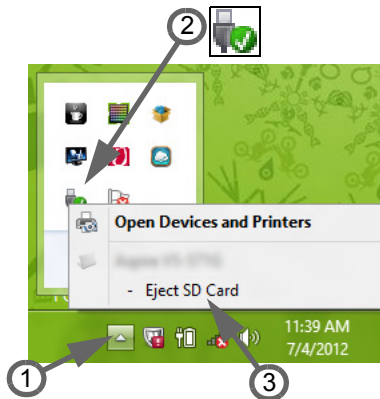 2
Open Devices and Printers
- Eject SD Card
11:39 AM
7/4/2012
1
3